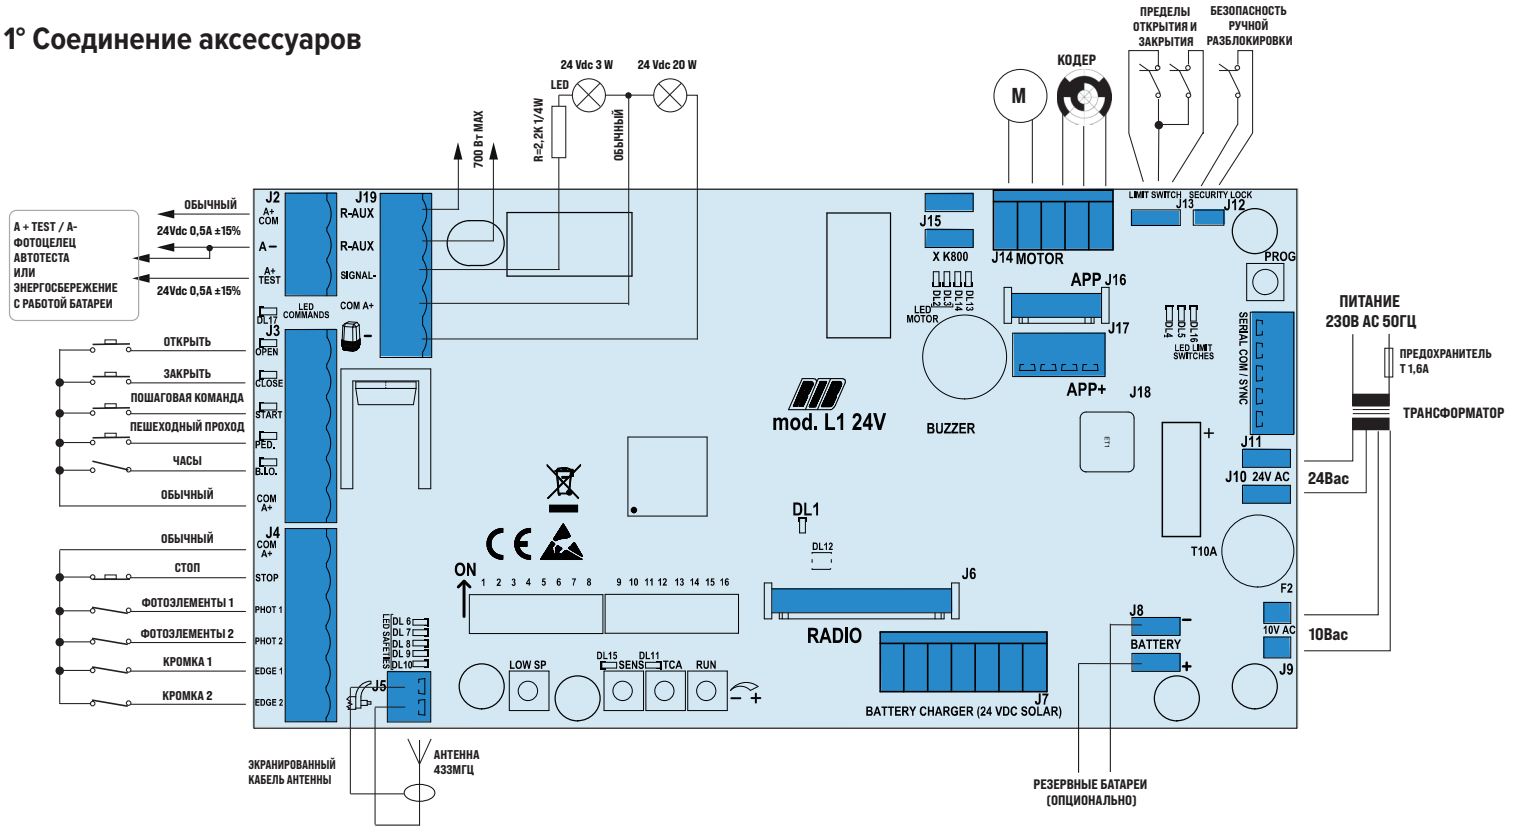 1° Соединение аксессуаров
ПРЕДЕЛЫ
ОТКРЫТИЯ И
ЗАКРЫТИЯ
БЕЗОПАСНОСТЬ
РУЧНОЙ
РАЗБЛОКИРОВКИ
24 Vdc 3 W
24 Vdc 20 W
LED
R=2,2K 1/4W
ОБЫЧНЫЙ
700 Вт MAX
M
КОДЕР
A + TEST / A-
ФОТОЦЕЛЕЦ
АВТОТЕСТА
ИЛИ
ЭНЕРГОСБЕРЕЖЕНИЕ
С РАБОТОЙ БАТАРЕИ
ОБЫЧНЫЙ
24Vdc 0,5A ±15%
24Vdc 0,5A ±15%
J2
A+
COM
A-
A+
TEST
LED
COMMANDS
DL17
J19
R-AUX
R-AUX
SIGNAL-
COM A+
-
J3
ОТКРЫТЬ
OPEN
ЗАКРЫТЬ
CLOSE
ПОШАГОВАЯ КОМАНДА
START
ПЕШЕХОДНЫЙ ПРОХОД
PED.
ЧАСЫ
B.I.O.
ОБЫЧНЫЙ
COM
A+
J4
ОБЫЧНЫЙ
COM
A+
СТОП
STOP
ФОТОЭЛЕМЕНТЫ 1
PHOT 1
ФОТОЭЛЕМЕНТЫ 2
PHOT 2
КРОМКА 1
EDGE 1
КРОМКА 2
EDGE 2
J15
X K800
DL2
DL3
DL14
DL13
LED
MOTOR
J14 MOTOR
LIMIT SWITCH
J13
SECURITY LOCK
J12
PROG
APP J16
J17
APP+
DL4
DL5
DL16
LED LIMIT
SWITCHES
SERIAL COM / SYNC
mod. L1 24V
BUZZER
J18
ET1
+
J11
J10 24V AC
ПИТАНИЕ
230В АС 50ГЦ
ПРЕДОХРАНИТЕЛЬ
Т 1,6А
ТРАНСФОРМАТОР
24Вac
T10A
F2
10V AC
10Вac
J9
CE
ON
1 2 3 4 5 6 7 8
9 10 11 12 13 14 15 16
DL1
DL12
J6
RADIO
J8
-
BATTERY
+
J7
BATTERY CHARGER (24 VDC SOLAR)
LED SAFETIES
DL 6
DL 7
DL 8
DL 9
DL10
J5
LOW SP
DL15
SENS
DL11
TCA
RUN
- +
ЭКРАНИРОВАННЫЙ
КАБЕЛЬ АНТЕННЫ
АНТЕННА
433МГЦ
РЕЗЕРВНЫЕ БАТАРЕИ
(ОПЦИОНАЛЬНО)